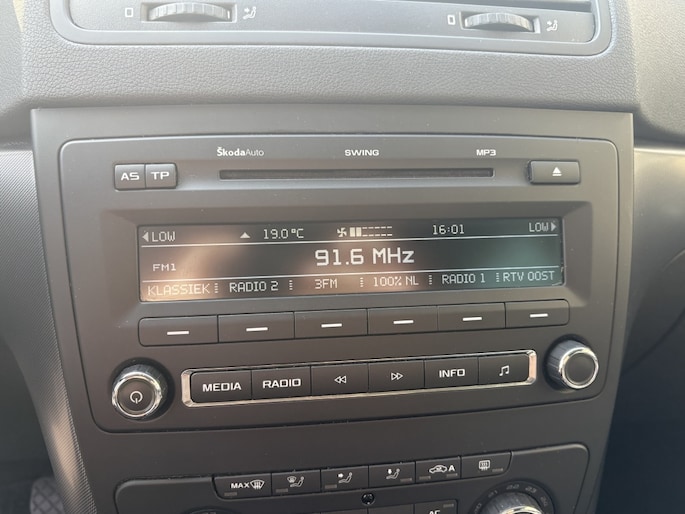 ŠkodaAuto SWING MP3
AS TP
LOW 19.0°C 16:01 LOW
91.6 MHz
FM1
KLASSIEK RADIO 2 3FM 100% NL RADIO 1 RTV OOST
MEDIA RADIO INFO
MAX A
AC